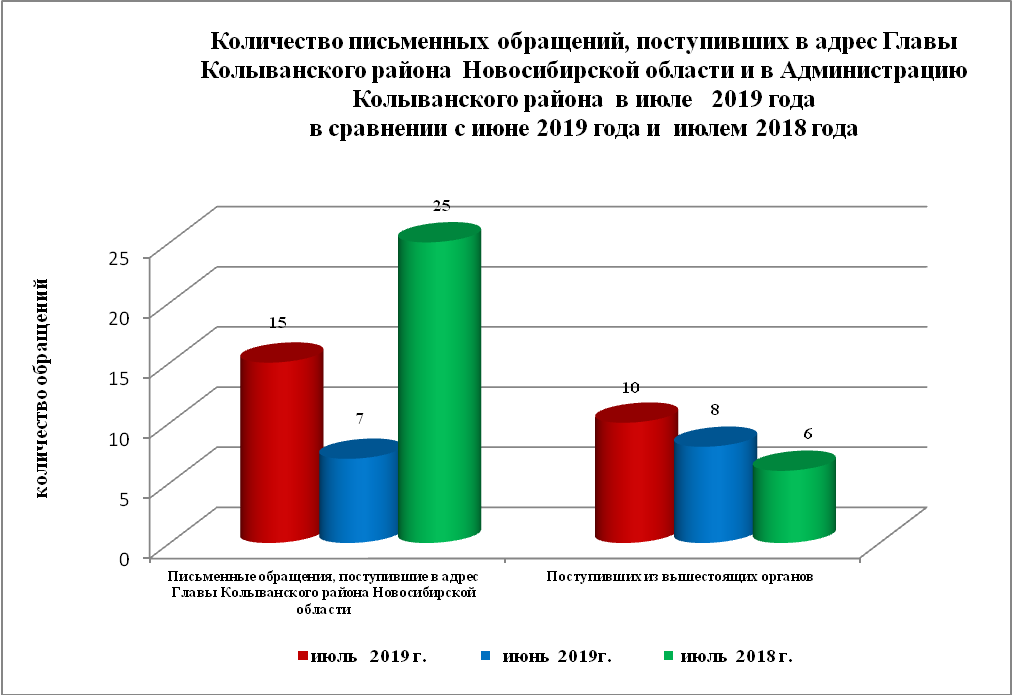 Количество письменных обращений, поступивших в адрес Главы
Колыванского района Новосибирской области и в Администрацию
Колыванского района в июле 2019 года
в сравнении с июне 2019 года и июлем 2018 года
количество обращений
25
20
15
10
5
0
15
7
25
10
8
6
Письменные обращения, поступившие в адрес
Главы Колыванского района Новосибирской
области
Поступивших из вышестоящих органов
июль 2019 г.
июнь 2019г.
июль 2018 г.